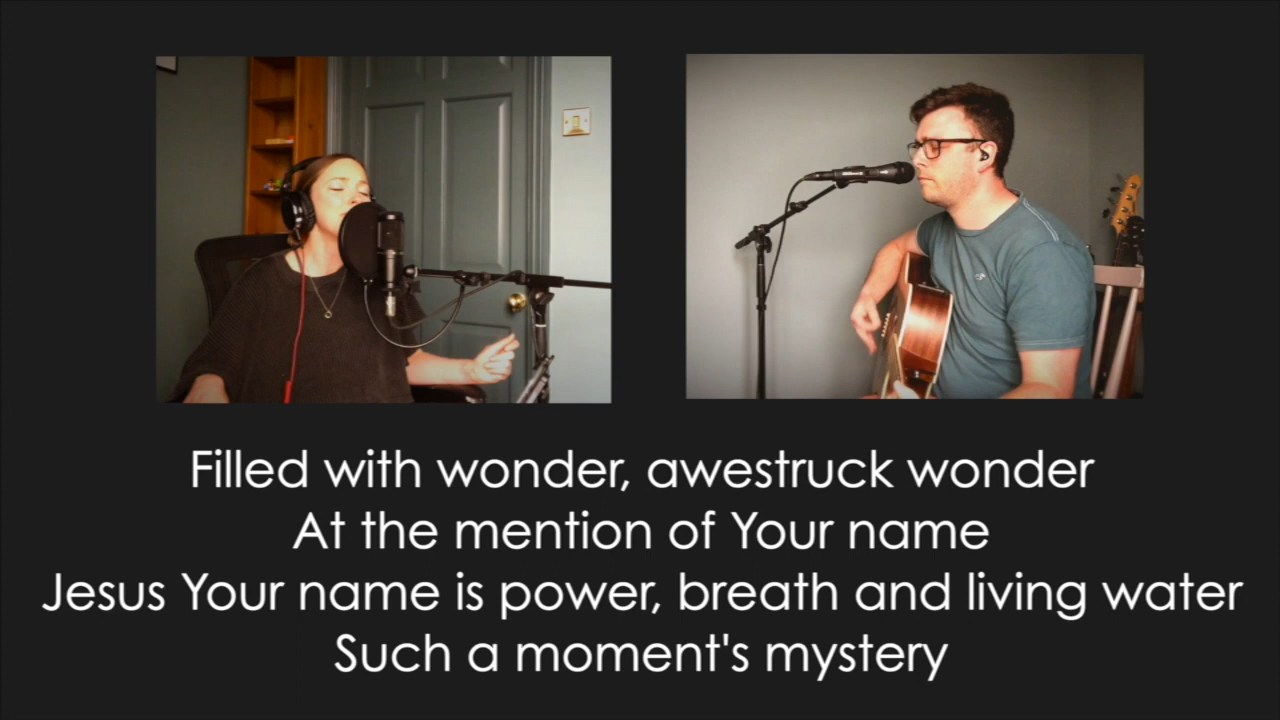 Filled with wonder, awestruck wonder
At the mention of Your name
Jesus Your name is power, breath and living water
Such a moment's mystery